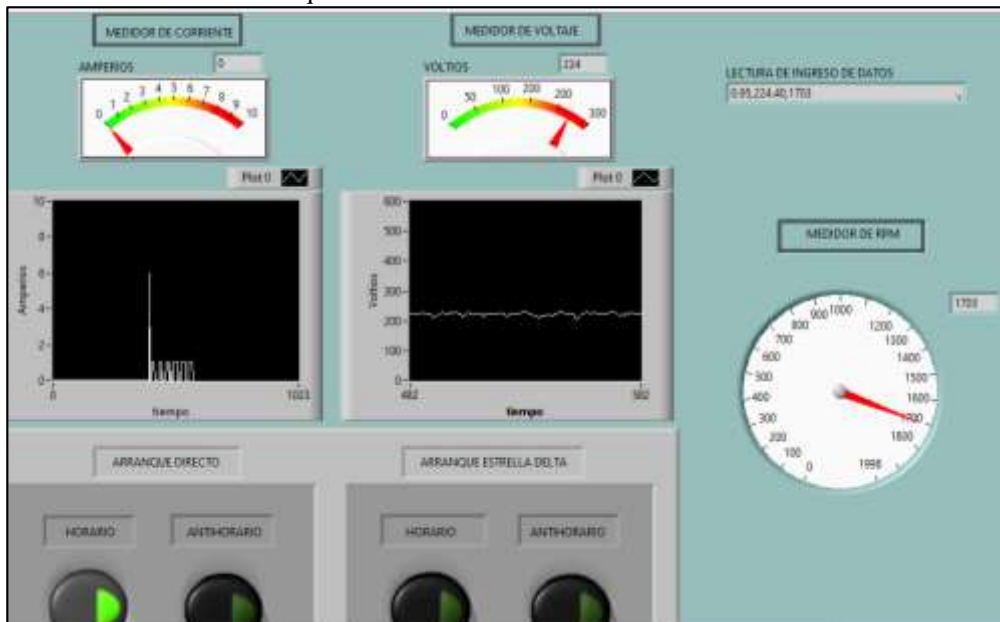 MEDIDOR DE CORRIENTE
AMPERIOS 0
0 1 2 3 4 5 6 7 8 9 10
Plot 0
10-
8-
6-
4-
2-
0-
Amperios
0 1023
tiempo
MEDIDOR DE VOLTAJE
VOLTIOS 224
0 50 100 200 200 300
Plot 0
600-
500-
400-
300-
200-
100-
0-
Voltios
482 582
tiempo
LECTURA DE INGRESO DE DATOS
0.95,224.40,1703
MEDIDOR DE RPM
1703
0 100 200 300 400 500 600 700 800 900 1000 1200 1300 1400 1500 1600 1700 1800 1998
ARRANQUE DIRECTO
HORARIO ANTIHORARIO
ARRANQUE ESTRELLA DELTA
HORARIO ANTIHORARIO